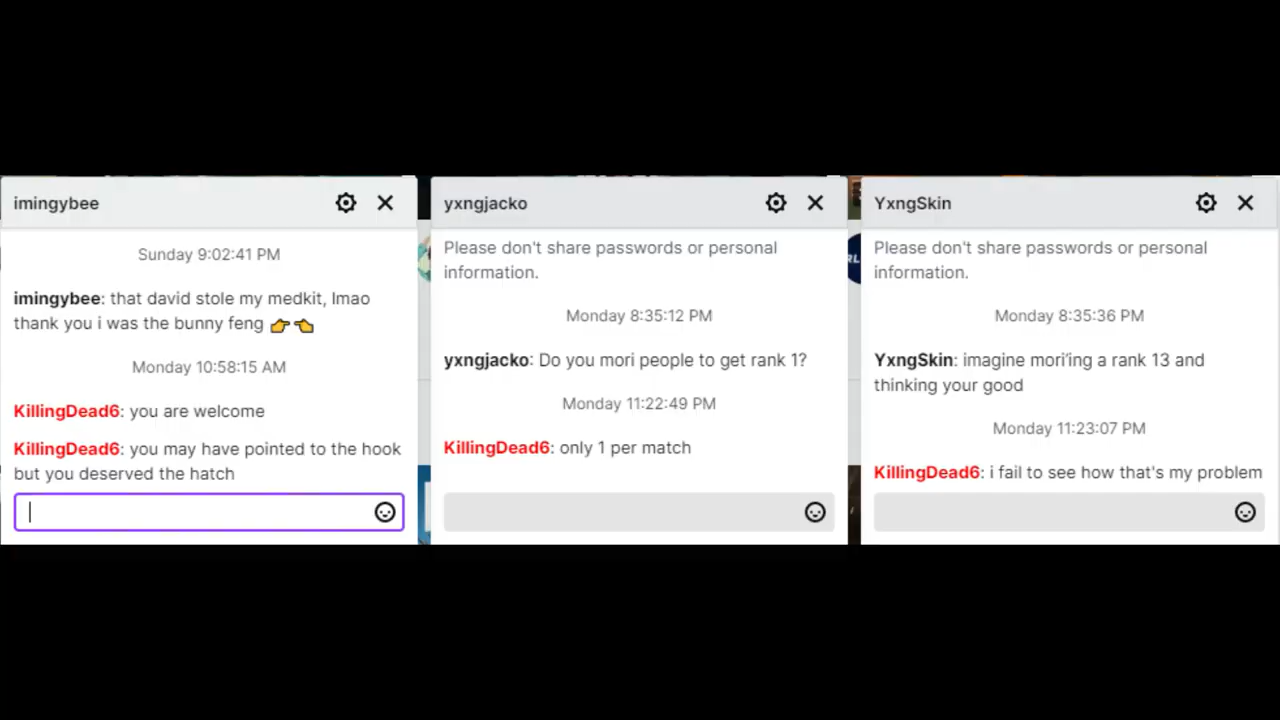 imingybee
Sunday 9:02:41 PM
imingybee: that david stole my medkit, lmao
thank you i was the bunny feng 👉👈
Monday 10:58:15 AM
KillingDead6: you are welcome
KillingDead6: you may have pointed to the hook
but you deserved the hatch
yxngjacko
Please don't share passwords or personal
information.
Monday 8:35:12 PM
yxngjacko: Do you mori people to get rank 1?
Monday 11:22:49 PM
KillingDead6: only 1 per match
YxngSkin
Please don't share passwords or personal
information.
Monday 8:35:36 PM
YxngSkin: imagine mori’ing a rank 13 and
thinking your good
Monday 11:23:07 PM
KillingDead6: i fail to see how that's my problem
RL